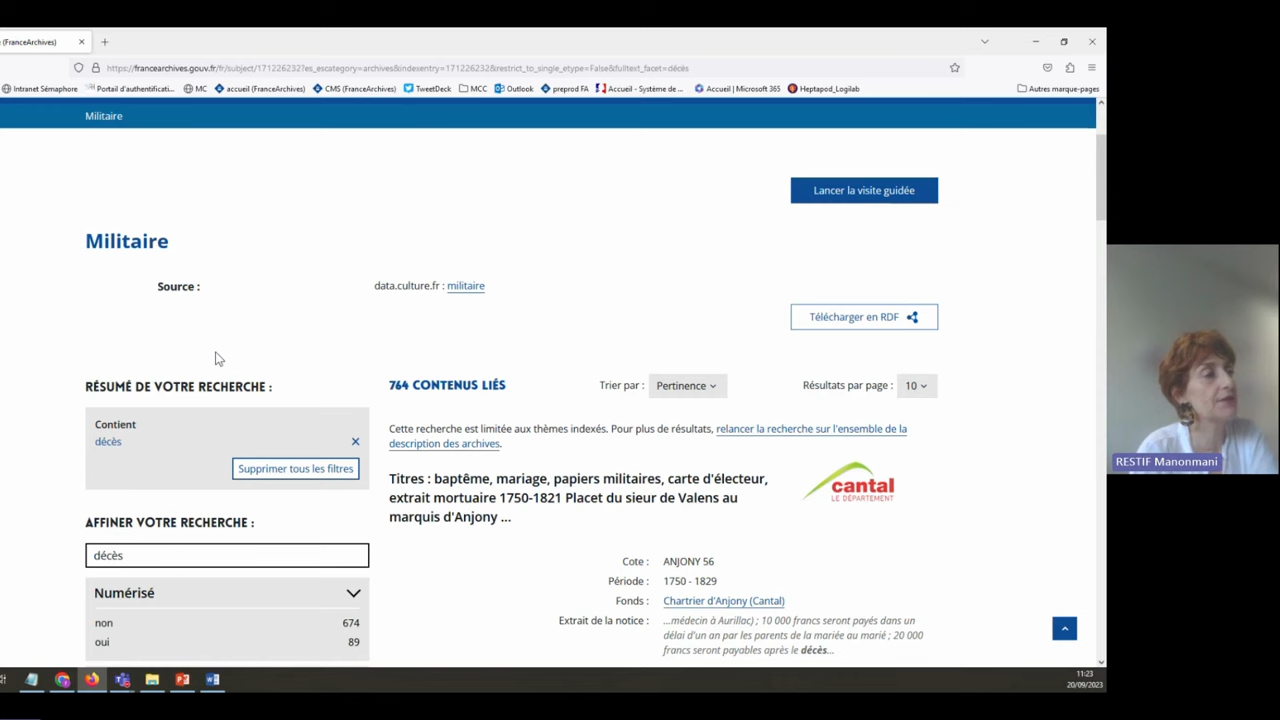 (FranceArchives)
https://francearchives.gouv.fr/fr/subject/171226232?es_escategory=archives&indexentry=171226232&restrict_to_single_etype=False&fulltext_facet=décès
Intranet Sémaphore Portail d'authentificati... MC accueil (FranceArchives) CMS (FranceArchives) TweetDeck MCC Outlook preprod FA Accueil - Système de ... Accueil | Microsoft 365 Heptapod_Logilab Autres marque-pages
Militaire
Lancer la visite guidée
Militaire
Source : data.culture.fr : militaire
Télécharger en RDF
RÉSUMÉ DE VOTRE RECHERCHE :
Contient
décès
Supprimer tous les filtres
AFFINER VOTRE RECHERCHE :
décès
Numérisé
non 674
oui 89
764 CONTENUS LIÉS Trier par : Pertinence Résultats par page : 10
Cette recherche est limitée aux thèmes indexés. Pour plus de résultats, relancer la recherche sur l'ensemble de la
description des archives.
Titres : baptême, mariage, papiers militaires, carte d'électeur,
extrait mortuaire 1750-1821 Placet du sieur de Valens au
marquis d'Anjony ...
cantal
LE DÉPARTEMENT
Cote : ANJONY 56
Période : 1750 - 1829
Fonds : Chartrier d'Anjony (Cantal)
Extrait de la notice : ...médecin à Aurillac) ; 10 000 francs seront payés dans un
délai d'un an par les parents de la mariée au marié ; 20 000
francs seront payables après le décès...
RESTIF Manonmani
11:23
20/09/2023